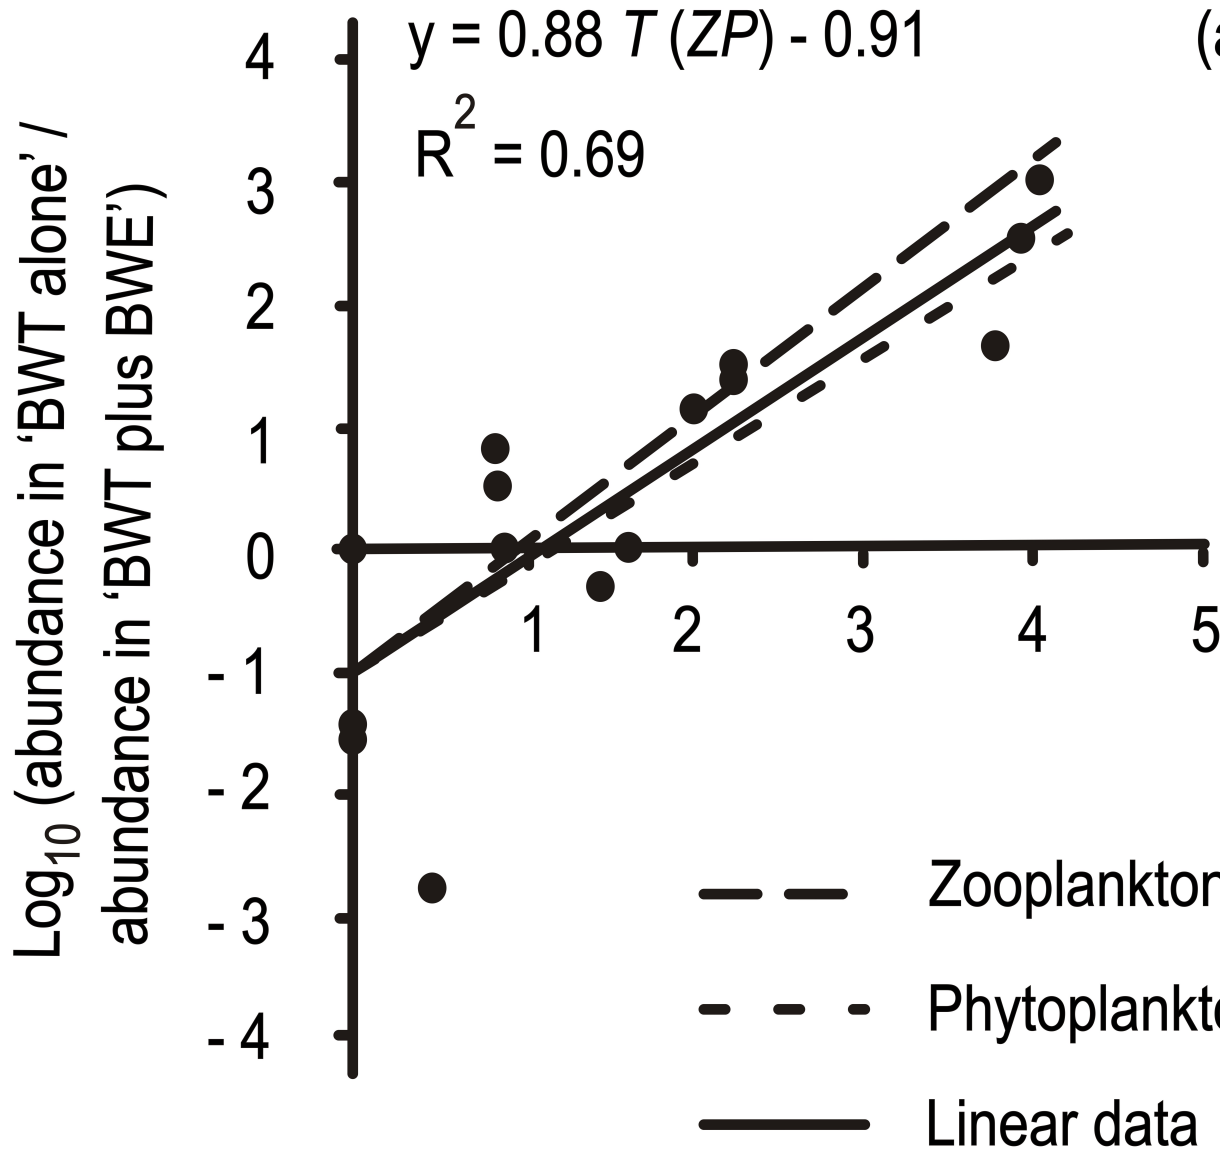 y = 0.88 T (ZP) - 0.91
R² = 0.69
Log₁₀ (abundance in ‘BWT alone’ /
abundance in ‘BWT plus BWE’)
4
3
2
1
0
- 1
- 2
- 3
- 4
1 2 3 4 5
Linear data